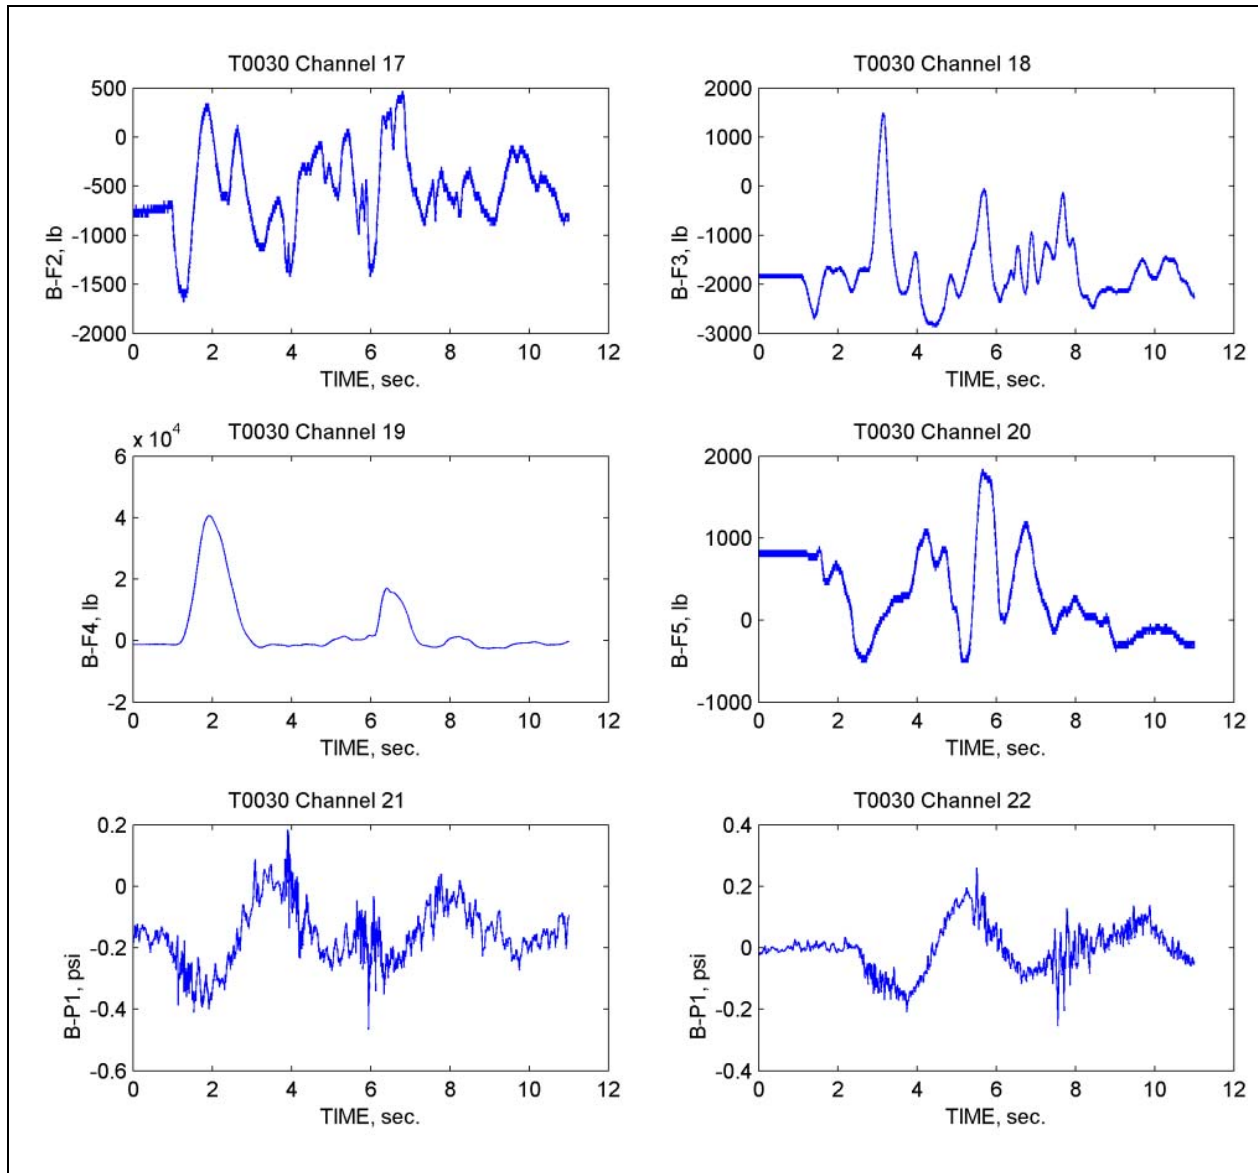 T0030 Channel 17
500
0
-500
-1000
-1500
-2000
B-F2, lb
0 2 4 6 8 10 12
TIME, sec.
T0030 Channel 18
2000
1000
0
-1000
-2000
-3000
B-F3, lb
0 2 4 6 8 10 12
TIME, sec.
T0030 Channel 19
x 10^4
6
4
2
0
-2
B-F4, lb
0 2 4 6 8 10 12
TIME, sec.
T0030 Channel 20
2000
1000
0
-1000
B-F5, lb
0 2 4 6 8 10 12
TIME, sec.
T0030 Channel 21
0.2
0
-0.2
-0.4
-0.6
B-P1, psi
0 2 4 6 8 10 12
TIME, sec.
T0030 Channel 22
0.4
0.2
0
-0.2
-0.4
B-P1, psi
0 2 4 6 8 10 12
TIME, sec.